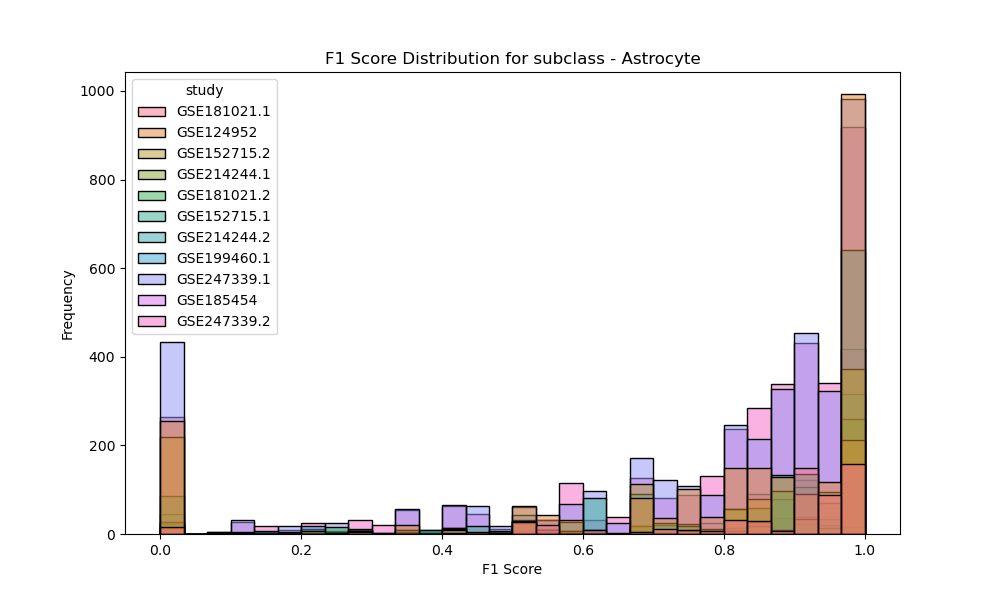 F1 Score Distribution for subclass - Astrocyte
study
GSE181021.1
GSE124952
GSE152715.2
GSE214244.1
GSE181021.2
GSE152715.1
GSE214244.2
GSE199460.1
GSE247339.1
GSE185454
GSE247339.2
Frequency
1000
800
600
400
200
0
0.0 0.2 0.4 0.6 0.8 1.0
F1 Score